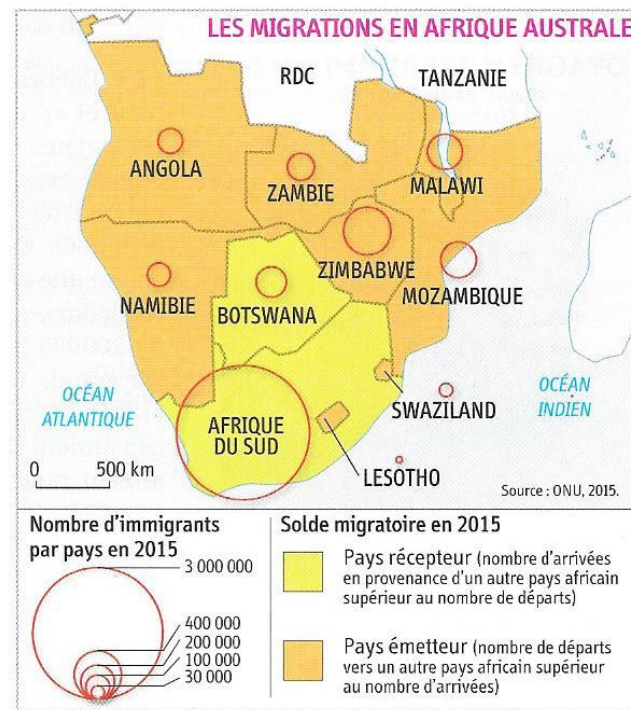 LES MIGRATIONS EN AFRIQUE AUSTRALE
RDC
TANZANIE
ANGOLA
ZAMBIE
MALAWI
NAMIBIE
BOTSWANA
ZIMBABWE
MOZAMBIQUE
OCÉAN
ATLANTIQUE
AFRIQUE
DU SUD
SWAZILAND
OCÉAN
INDIEN
LESOTHO
0 500 km
Source : ONU, 2015.
Nombre d'immigrants
par pays en 2015
3 000 000
400 000
200 000
100 000
30 000
Solde migratoire en 2015
Pays récepteur (nombre d'arrivées
en provenance d'un autre pays africain
supérieur au nombre de départs)
Pays émetteur (nombre de départs
vers un autre pays africain supérieur
au nombre d'arrivées)